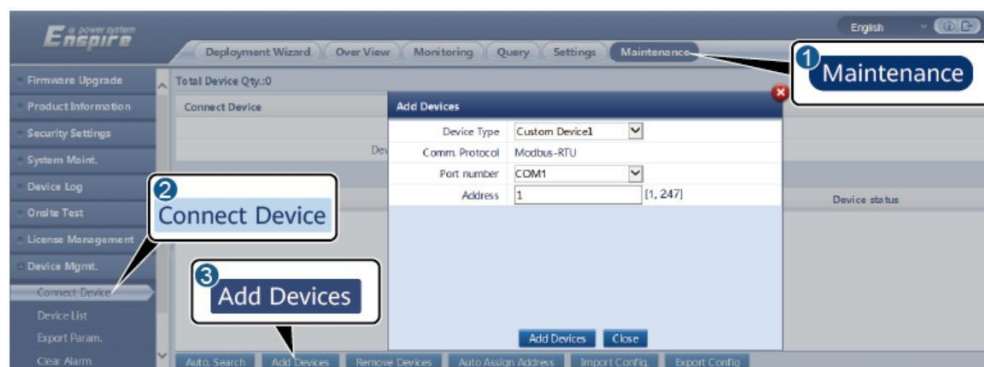 Enspire
English
Deployment Wizard
Over View
Monitoring
Query
Settings
Maintenance
1
Maintenance
Firmware Upgrade
Product Information
Security Settings
System Maint.
Device Log
Onsite Test
License Management
Device Mgmt.
Connect Device
Device List
Export Param.
Clear Alarm
Total Device Qty.:0
Connect Device
Dev
Device status
Add Devices
Device Type
Custom Device1
Comm. Protocol
Modbus-RTU
Port number
COM1
Address
1
[1, 247]
Add Devices
Close
2
Connect Device
3
Add Devices
Auto. Search
Add Devices
Remove Devices
Auto Assign Address
Import Config.
Export Config